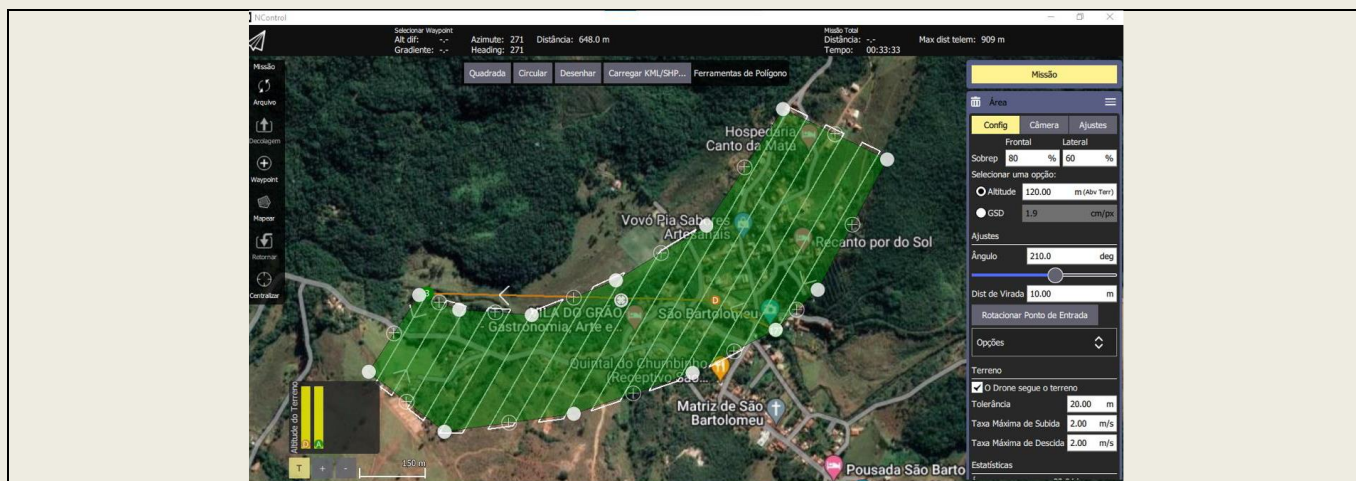 NControl
Selecionar Waypoint
Alt dif: -.-
Gradiente: -.-
Azimute: 271
Heading: 271
Distância: 648.0 m
Missão Total
Distância: -.-
Tempo: 00:33:33
Max dist telem: 909 m
Missão
Arquivo
Decolagem
Waypoint
Mapear
Retornar
Centralizar
Quadrada
Circular
Desenhar
Carregar KML/SHP...
Ferramentas de Polígono
Hospedaria
Canto da Mata
Vovó Pia Sabores
Artesanais
Recanto por do Sol
VILA DO GRÃO
- Gastronomia, Arte e...
São Bartolomeu
Quintal do Chumbinho
(Receptivo São...
Matriz de São
Bartolomeu
Pousada São Barto
D
Altitude do Terreno
D
T
+
-
150 m
Missão
Área
Config
Câmera
Ajustes
Frontal
Lateral
Sobrep 80 % 60 %
Selecionar uma opção:
Altitude 120.00 m (Abv Terr)
GSD 1.9 cm/px
Ajustes
Ângulo 210.0 deg
Dist de Virada 10.00 m
Rotacionar Ponto de Entrada
Opções
Terreno
O Drone segue o terreno
Tolerância 20.00 m
Taxa Máxima de Subida 2.00 m/s
Taxa Máxima de Descida 2.00 m/s
Estatísticas